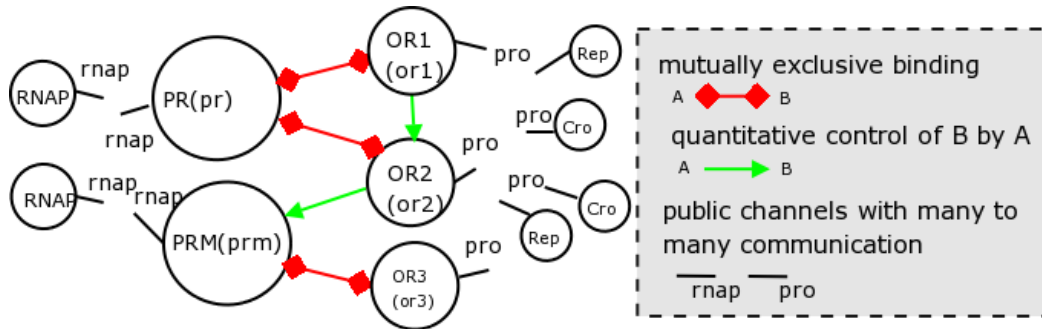 RNAP
rnap
rnap
PR(pr)
OR1
(or1)
pro
Rep
pro
Cro
RNAP
rnap
rnap
PRM(prm)
OR2
(or2)
pro
pro
Cro
Rep
OR3
(or3)
pro
mutually exclusive binding
A B
quantitative control of B by A
A B
public channels with many to
many communication
rnap pro